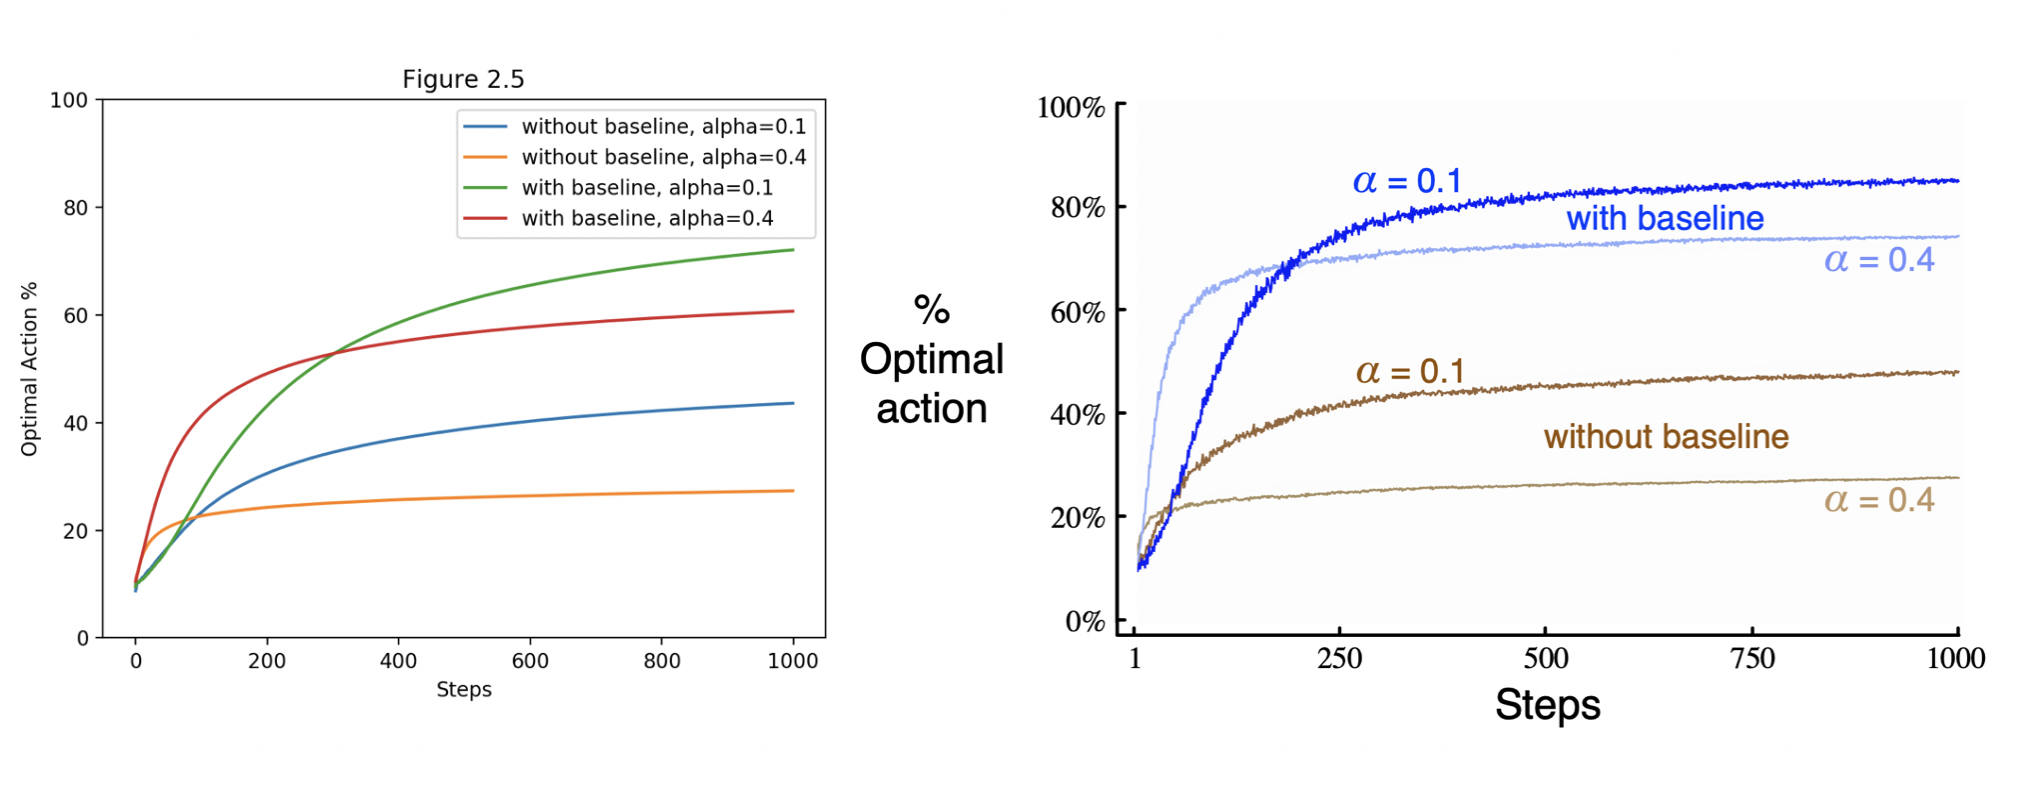 Figure 2.5
100
80
60
40
20
0
Optimal Action %
without baseline, alpha=0.1
without baseline, alpha=0.4
with baseline, alpha=0.1
with baseline, alpha=0.4
0 200 400 600 800 1000
Steps
%
Optimal
action
100%
80%
60%
40%
20%
0%
α = 0.1
with baseline
α = 0.4
α = 0.1
without baseline
α = 0.4
1 250 500 750 1000
Steps